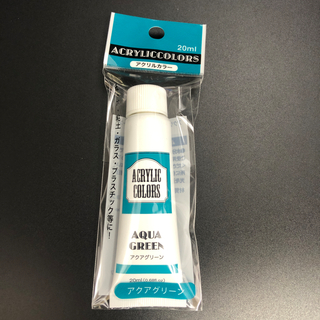 20ml
ACRYLICCOLORS
アクリルカラー
粘土・ガラス・プラスチック等に!
ACRYLIC
COLORS
AQUA
GREEN
アクアグリーン
アクアグリーン